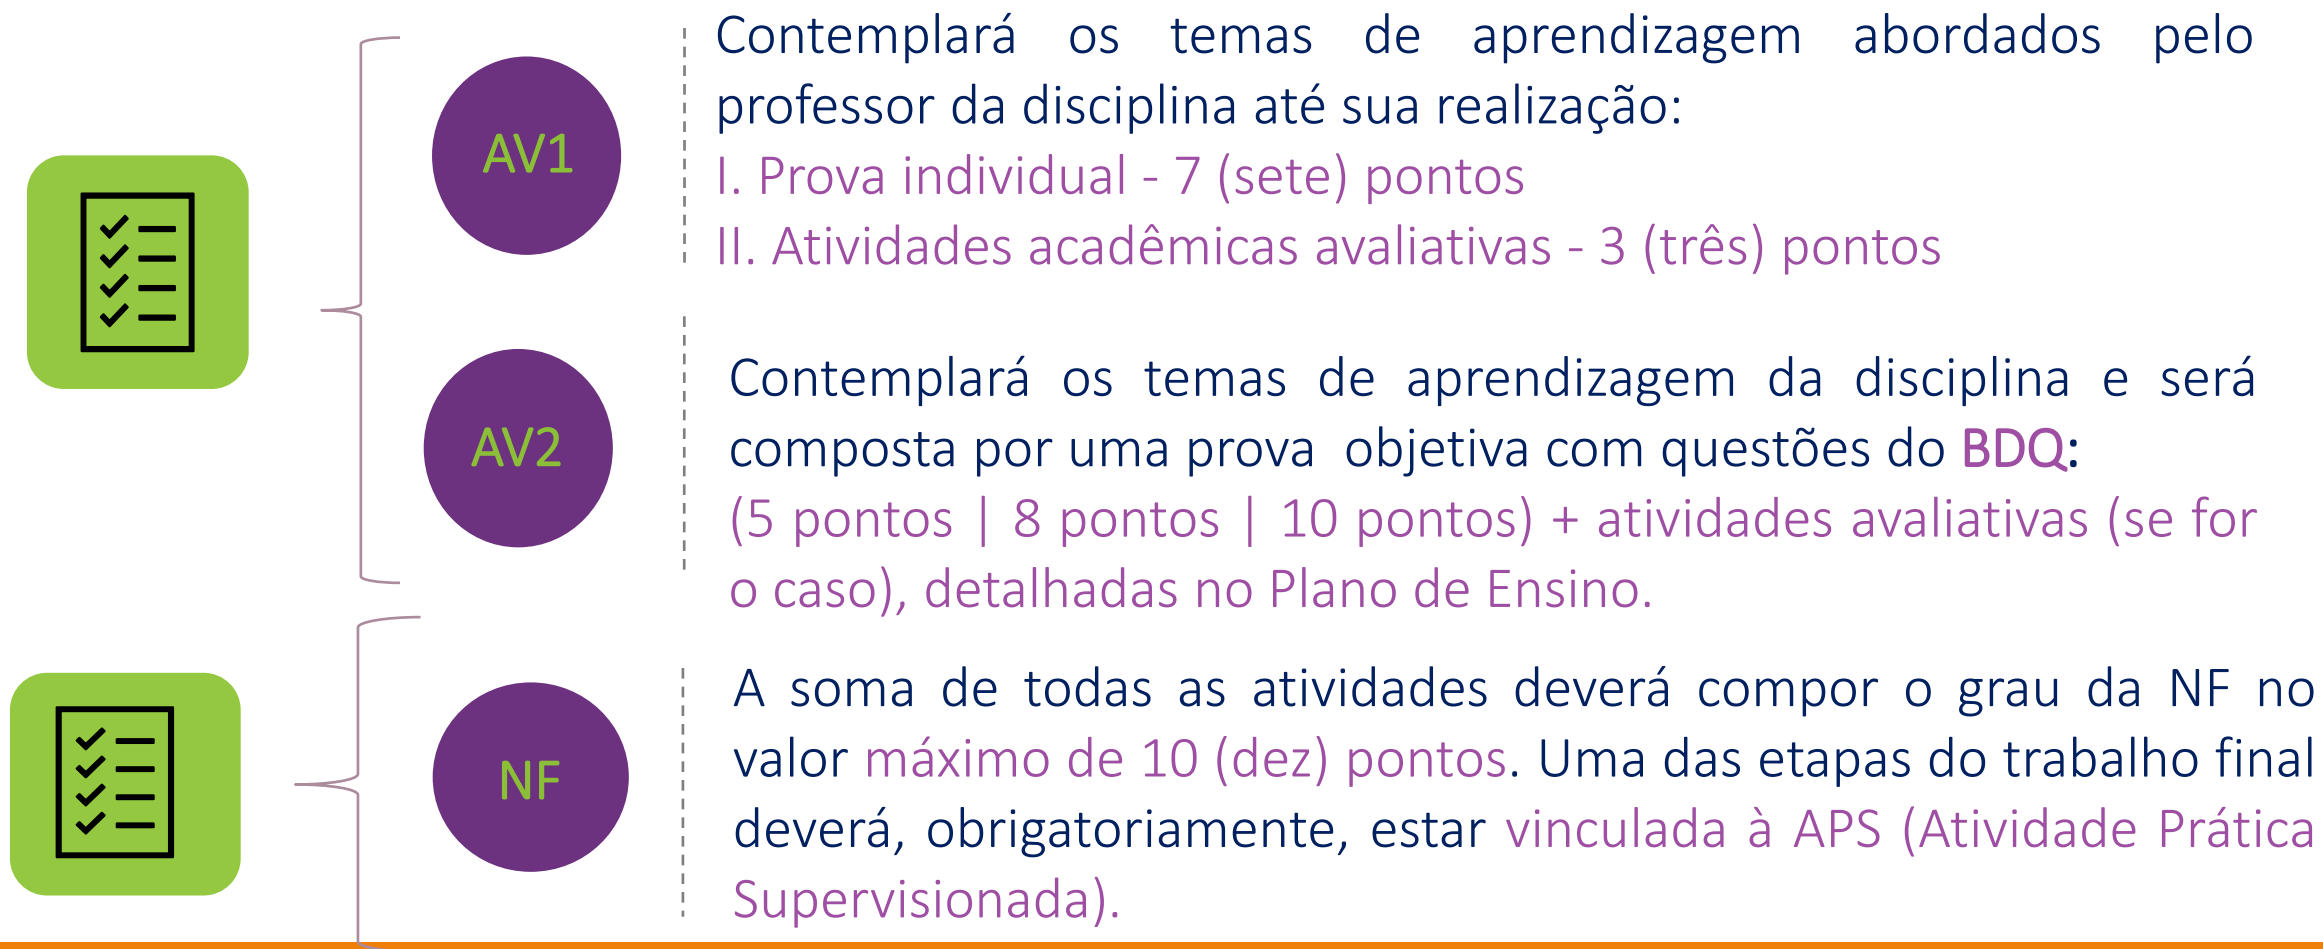 AV1
Contemplará os temas de aprendizagem abordados pelo
professor da disciplina até sua realização:
I. Prova individual - 7 (sete) pontos
II. Atividades acadêmicas avaliativas - 3 (três) pontos
AV2
Contemplará os temas de aprendizagem da disciplina e será
composta por uma prova objetiva com questões do BDQ:
(5 pontos | 8 pontos | 10 pontos) + atividades avaliativas (se for
o caso), detalhadas no Plano de Ensino.
NF
A soma de todas as atividades deverá compor o grau da NF no
valor máximo de 10 (dez) pontos. Uma das etapas do trabalho final
deverá, obrigatoriamente, estar vinculada à APS (Atividade Prática
Supervisionada).